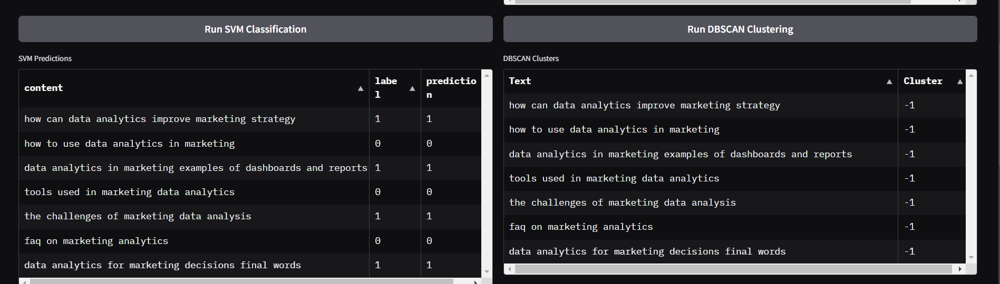 Run SVM Classification
Run DBSCAN Clustering
SVM Predictions
content
labe
l
predictio
n
how can data analytics improve marketing strategy 1 1
how to use data analytics in marketing 0 0
data analytics in marketing examples of dashboards and reports 1 1
tools used in marketing data analytics 0 0
the challenges of marketing data analysis 1 1
faq on marketing analytics 0 0
data analytics for marketing decisions final words 1 1
DBSCAN Clusters
Text Cluster
how can data analytics improve marketing strategy -1
how to use data analytics in marketing -1
data analytics in marketing examples of dashboards and reports -1
tools used in marketing data analytics -1
the challenges of marketing data analysis -1
faq on marketing analytics -1
data analytics for marketing decisions final words -1